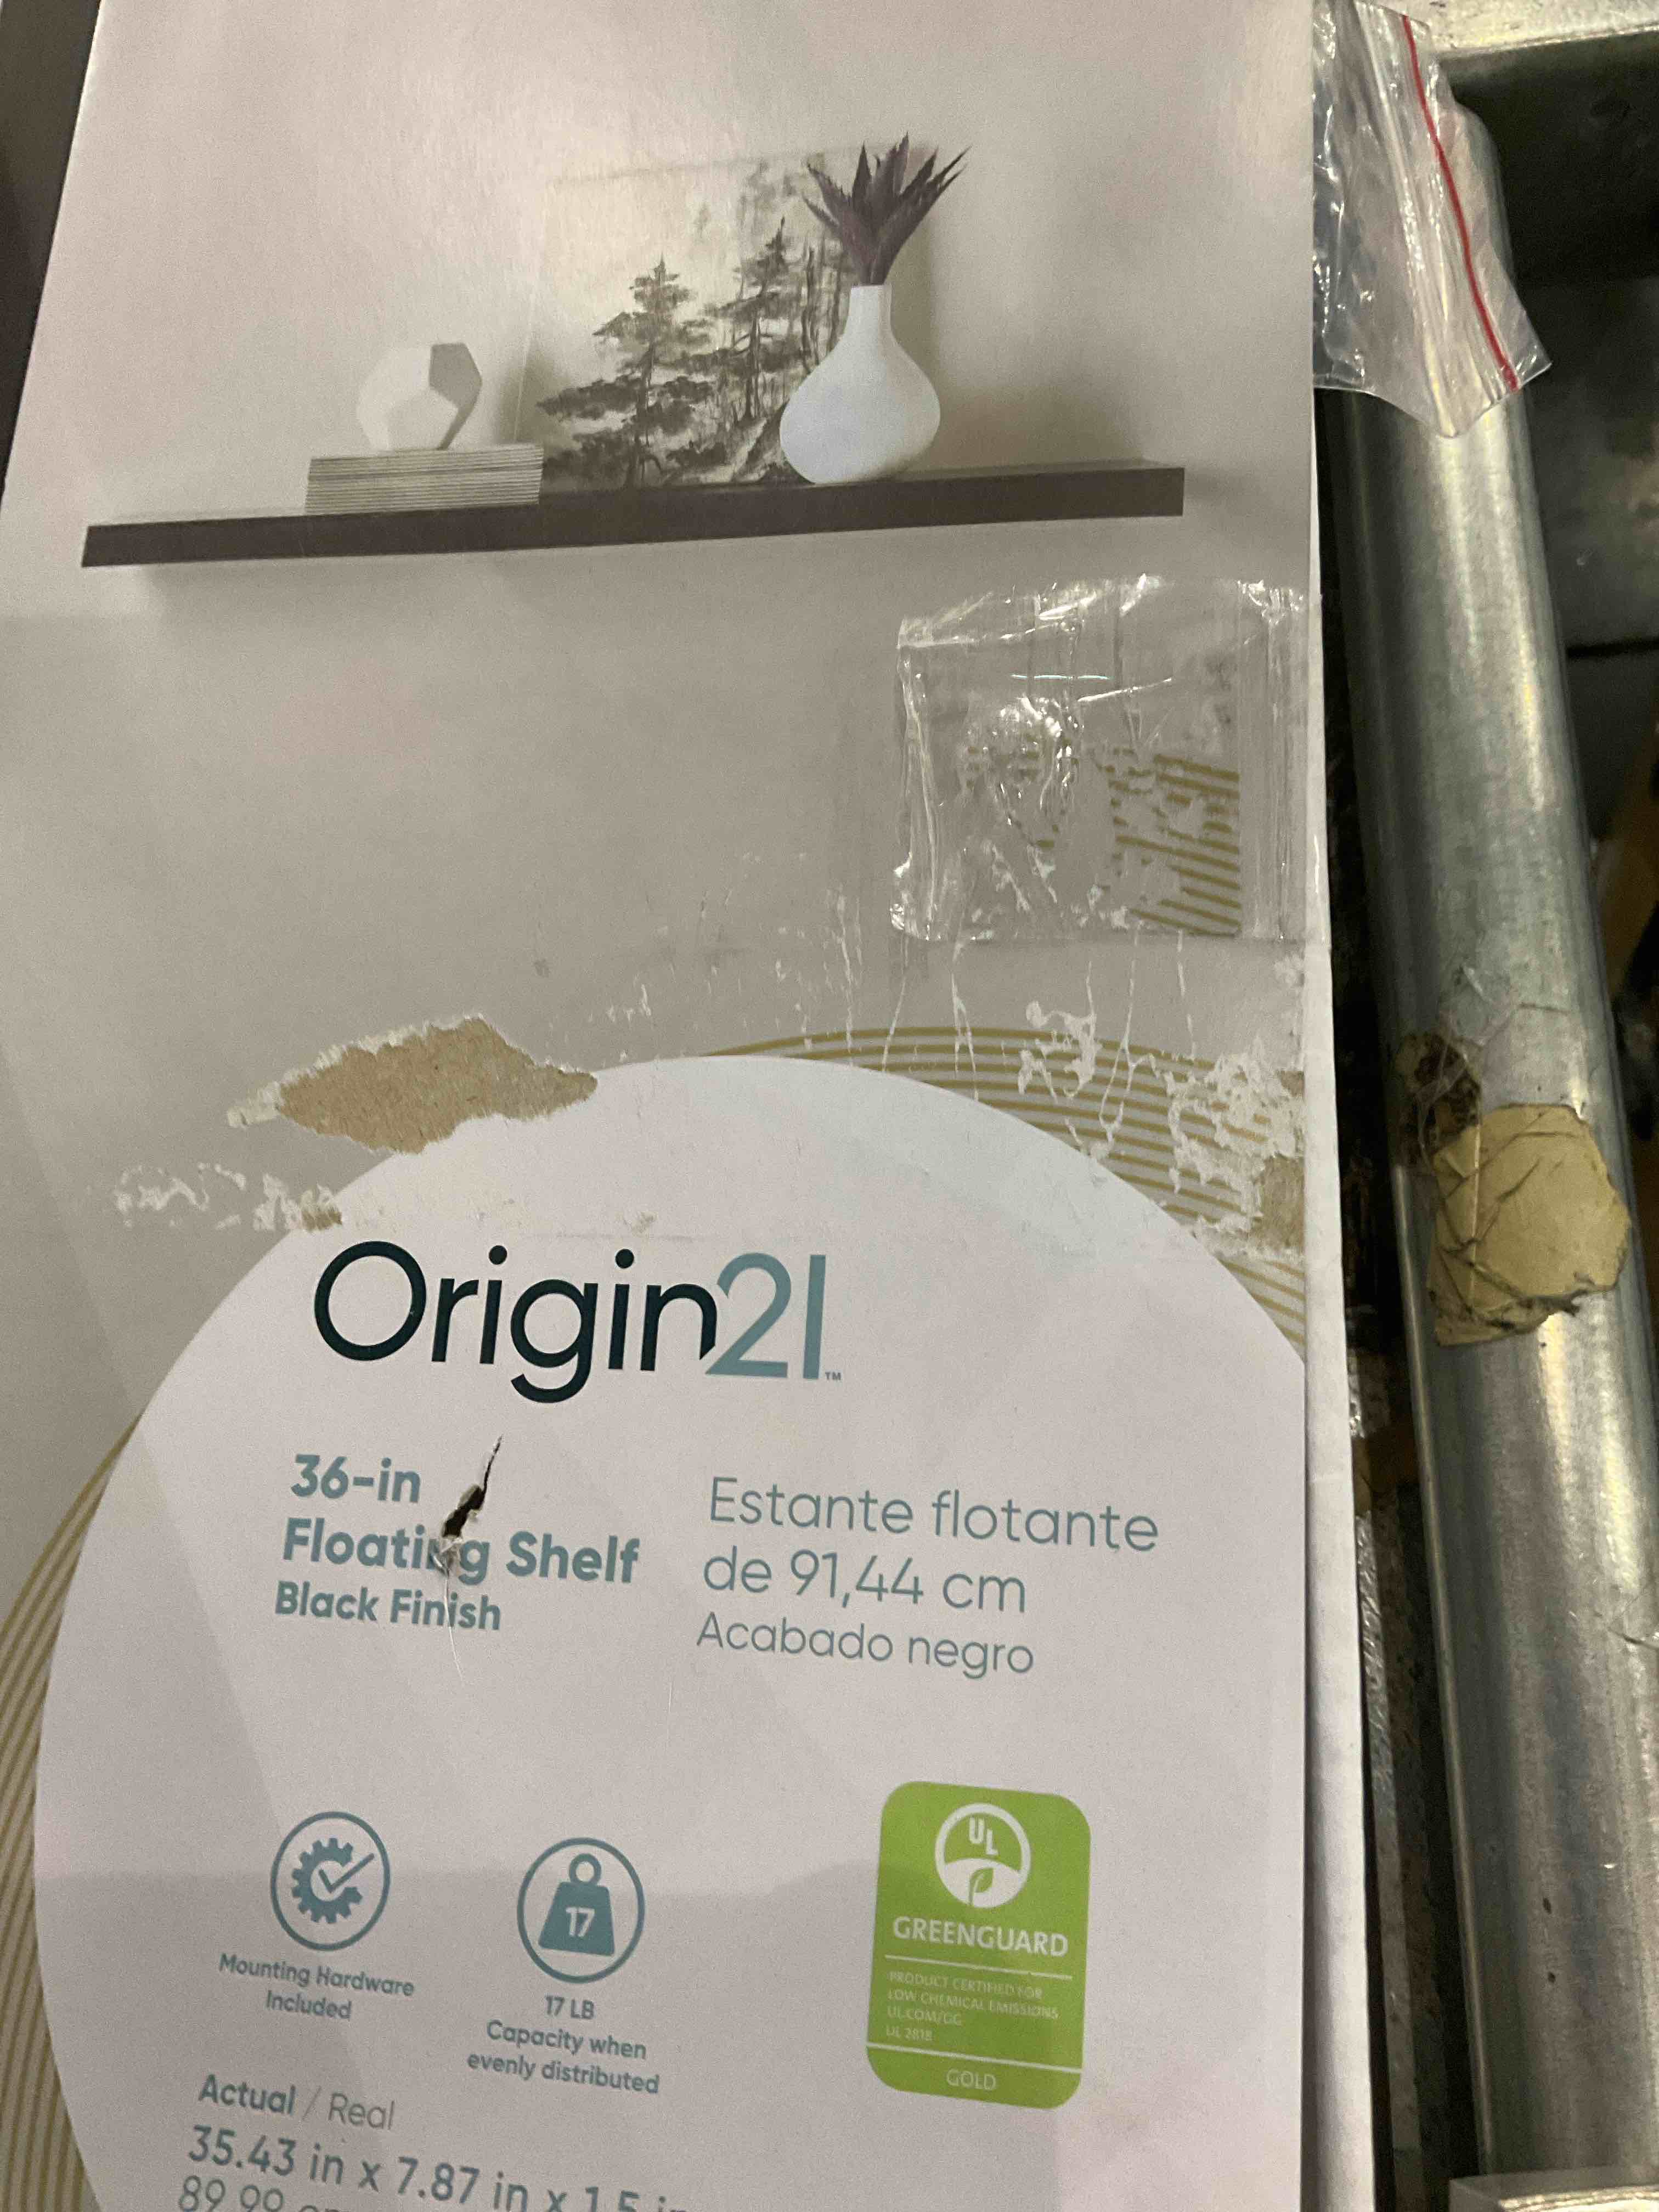 Origin21™
36-in
Floating Shelf
Black Finish
Estante flotante
de 91,44 cm
Acabado negro
Mounting Hardware
Included
17
17 LB
Capacity when
evenly distributed
UL
GREENGUARD
PRODUCT CERTIFIED FOR
LOW CHEMICAL EMISSIONS
UL.COM/GG
UL 2818
GOLD
Actual / Real
35.43 in x 7.87 in x 1.5 in
89.99